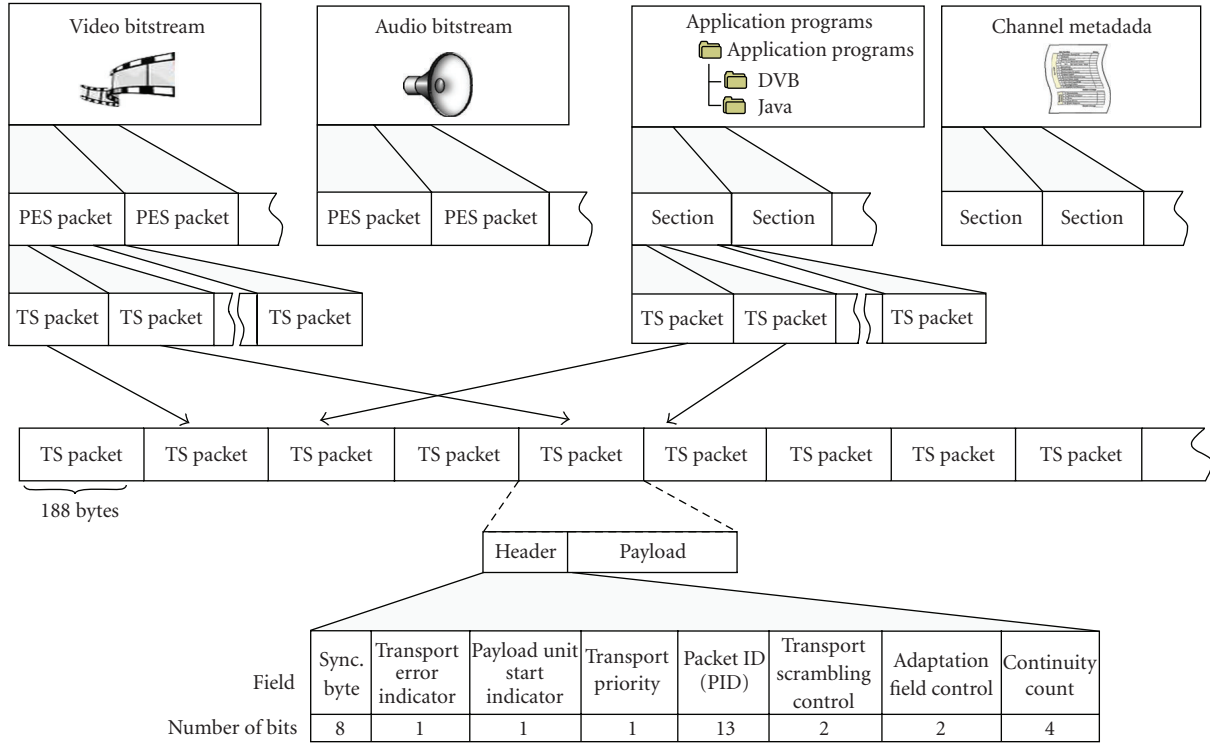 Video bitstream
Audio bitstream
Application programs
Application programs
DVB
Java
Channel metadada
PES packet PES packet
PES packet PES packet
Section Section
Section Section
TS packet TS packet TS packet
TS packet TS packet TS packet
TS packet TS packet TS packet TS packet TS packet TS packet TS packet TS packet TS packet
188 bytes
Header Payload
Field
Sync.
byte
Transport
error
indicator
Payload unit
start
indicator
Transport
priority
Packet ID
(PID)
Transport
scrambling
control
Adaptation
field control
Continuity
count
Number of bits 8 1 1 1 13 2 2 4